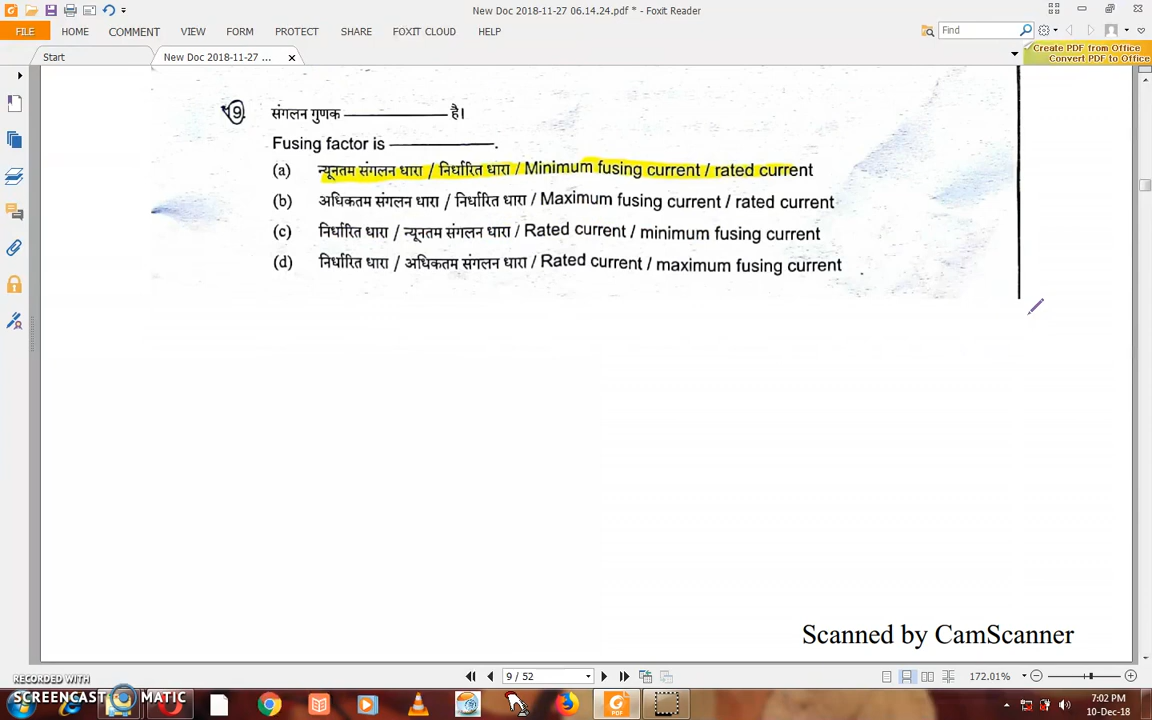 New Doc 2018-11-27 06.14.24.pdf * - Foxit Reader
FILE HOME COMMENT VIEW FORM PROTECT SHARE FOXIT CLOUD HELP Find
Start New Doc 2018-11-27 ... Create PDF from Office
Convert PDF to Office
19. संगलन गुणक __________ है।
Fusing factor is __________.
(a) न्यूनतम संगलन धारा / निर्धारित धारा / Minimum fusing current / rated current
(b) अधिकतम संगलन धारा / निर्धारित धारा / Maximum fusing current / rated current
(c) निर्धारित धारा / न्यूनतम संगलन धारा / Rated current / minimum fusing current
(d) निर्धारित धारा / अधिकतम संगलन धारा / Rated current / maximum fusing current
Scanned by CamScanner
9 / 52 172.01%
RECORDED WITH
SCREENCAST MATIC
7:02 PM
10-Dec-18